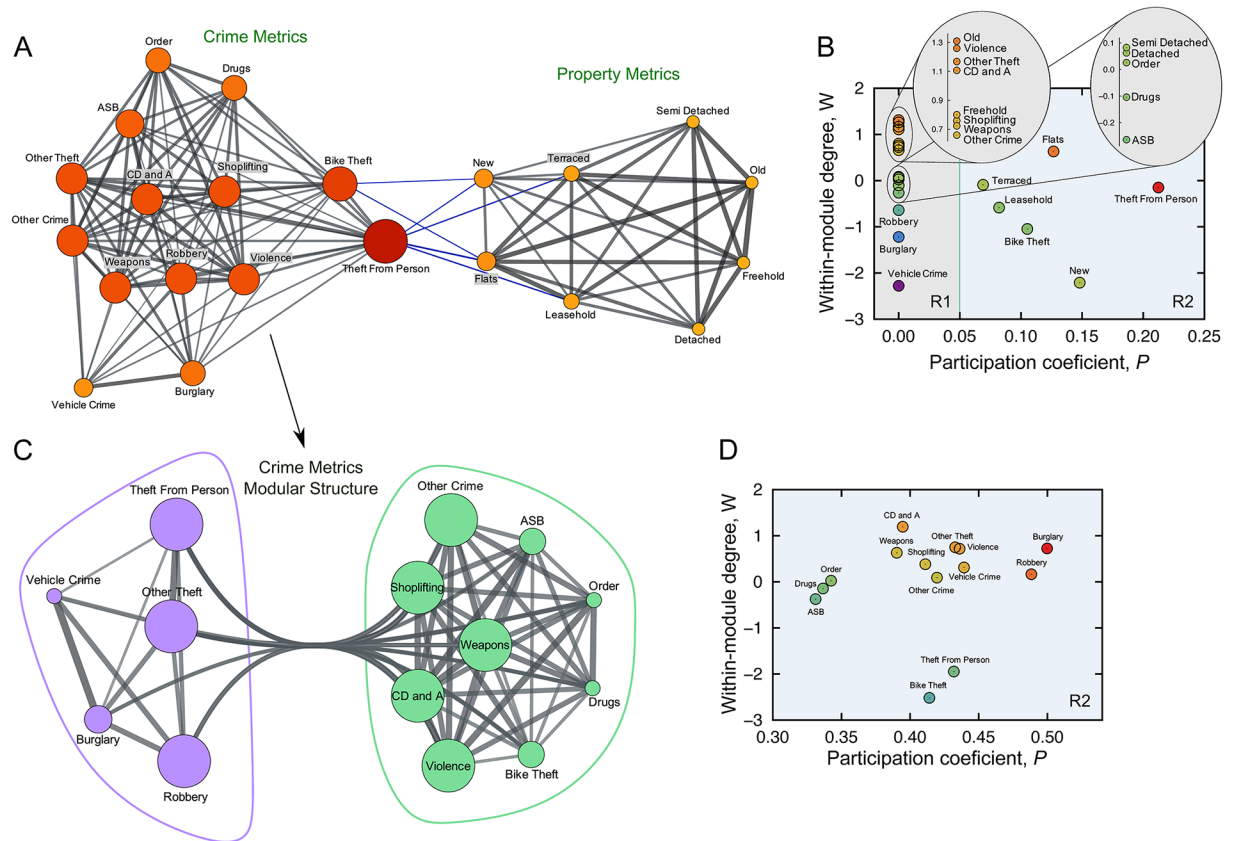 A
Crime Metrics
Property Metrics
Order
Drugs
ASB
Other Theft
CD and A
Shoplifting
Bike Theft
Other Crime
Weapons
Robbery
Violence
Theft From Person
Vehicle Crime
Burglary
New
Terraced
Semi Detached
Old
Flats
Freehold
Leasehold
Detached
B
Within-module degree, W
2
1
0
−1
−2
−3
1.3
1.1
0.9
0.7
Old
Violence
Other Theft
CD and A
Freehold
Shoplifting
Weapons
Other Crime
0.1
0.0
−0.1
−0.2
Semi Detached
Detached
Order
Drugs
ASB
Flats
Terraced
Leasehold
Theft From Person
Bike Theft
New
Robbery
Burglary
Vehicle Crime
R1
R2
0.00
0.05
0.10
0.15
0.20
0.25
Participation coeficient, P
C
Crime Metrics
Modular Structure
Theft From Person
Vehicle Crime
Other Theft
Burglary
Robbery
Other Crime
ASB
Shoplifting
Order
Weapons
CD and A
Drugs
Violence
Bike Theft
D
Within-module degree, W
2
1
0
−1
−2
−3
CD and A
Weapons
Other Theft
Violence
Burglary
Shoplifting
Robbery
Vehicle Crime
Other Crime
Order
Drugs
ASB
Theft From Person
Bike Theft
R2
0.30
0.35
0.40
0.45
0.50
Participation coeficient, P